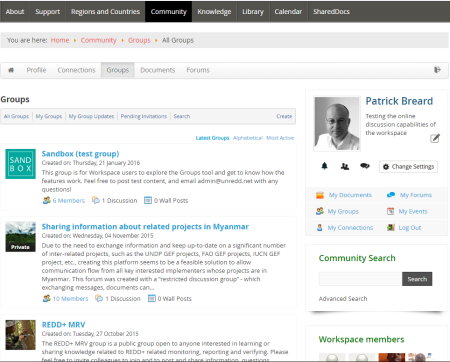 About Support Regions and Countries Community Knowledge Library Calendar SharedDocs
You are here: Home Community Groups All Groups
Profile Connections Groups Documents Forums
Groups
All Groups My Groups My Group Updates Pending Invitations Search Create
Latest Groups Alphabetical Most Active
SAND
BOX
Sandbox (test group)
Created on: Thursday, 21 January 2016
This group is for Workspace users to explore the Groups tool and get to know how the
features work. Feel free to post test content, and email admin@unredd.net with any
questions!
6 Members 1 Discussion 0 Wall Posts
Private
Sharing information about related projects in Myanmar
Created on: Wednesday, 04 November 2015
Due to the need to exchange information and keep up-to-date on a significant number
of inter-related projects, such as the UNDP GEF projects, FAO GEF projects, IUCN GEF
project, etc., creating this platform seems to be a feasible solution to allow
communication flow from all key interested implementers whose projects are in
Myanmar. This forum was created with a "restricted discussion group" - which
exchanging messages, documents can...
10 Members 1 Discussion 0 Wall Posts
REDD+ MRV
Created on: Tuesday, 27 October 2015
The REDD+ MRV group is a public group open to anyone interested in learning or
sharing knowledge related to REDD+ related monitoring, reporting and verifying. Please
feel free to invite colleagues to join and to post and share information, questions
Patrick Breard
Testing the online
discussion capabilities of
the workspace
Change Settings
My Documents My Forums
My Groups My Events
My Connections Log Out
Community Search
Search
Advanced Search
Workspace members